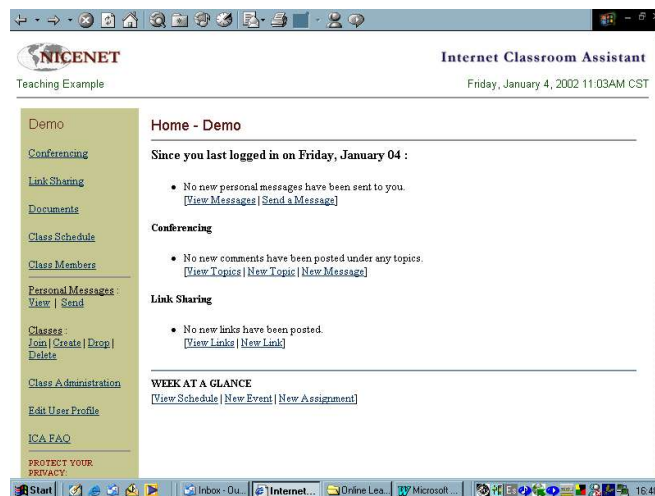 NICENET
Internet Classroom Assistant
Teaching Example
Friday, January 4, 2002 11:03AM CST
Demo
Conferencing
Link Sharing
Documents
Class Schedule
Class Members
Personal Messages :
View | Send
Classes :
Join | Create | Drop |
Delete
Class Administration
Edit User Profile
ICA FAQ
PROTECT YOUR
PRIVACY:
Home - Demo
Since you last logged in on Friday, January 04 :
No new personal messages have been sent to you.
[View Messages | Send a Message]
Conferencing
No new comments have been posted under any topics.
[View Topics | New Topic | New Message]
Link Sharing
No new links have been posted.
[View Links | New Link]
WEEK AT A GLANCE
[View Schedule | New Event | New Assignment]
Start Inbox - Ou... Internet... Online Lea... Microsoft ...